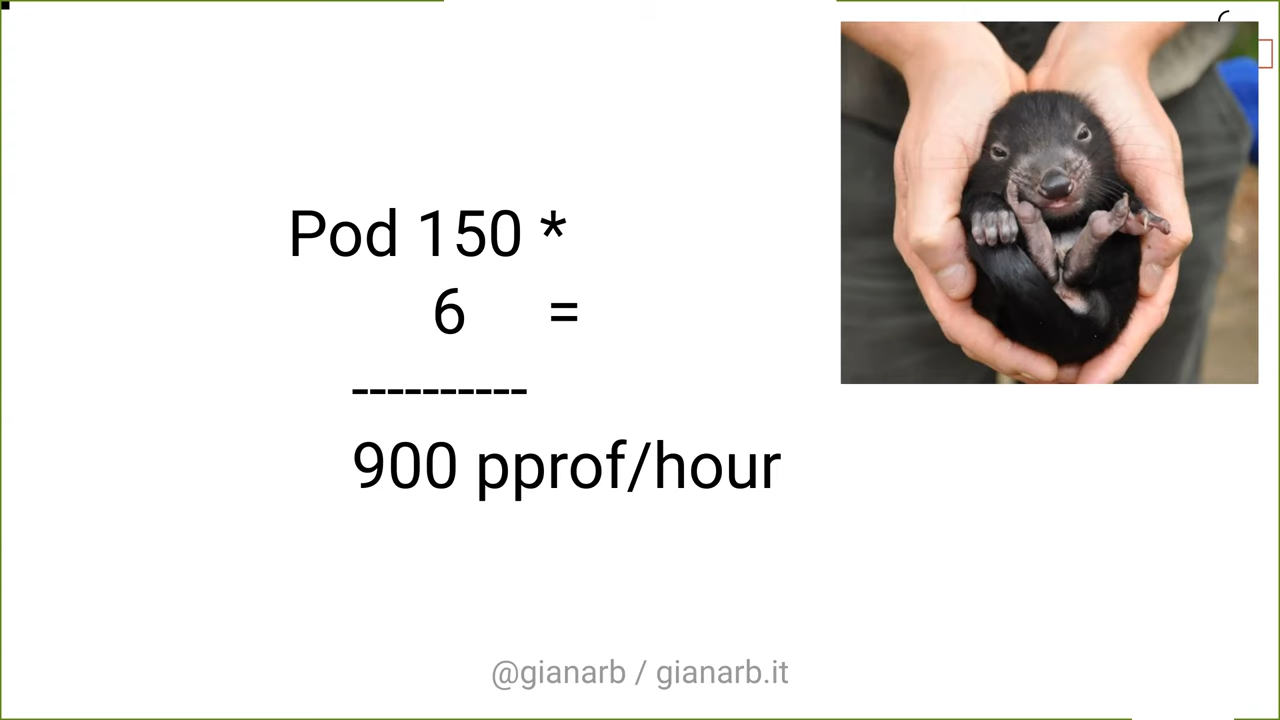 Pod 150 *
6 =
----------
900 pprof/hour
@gianarb / gianarb.it